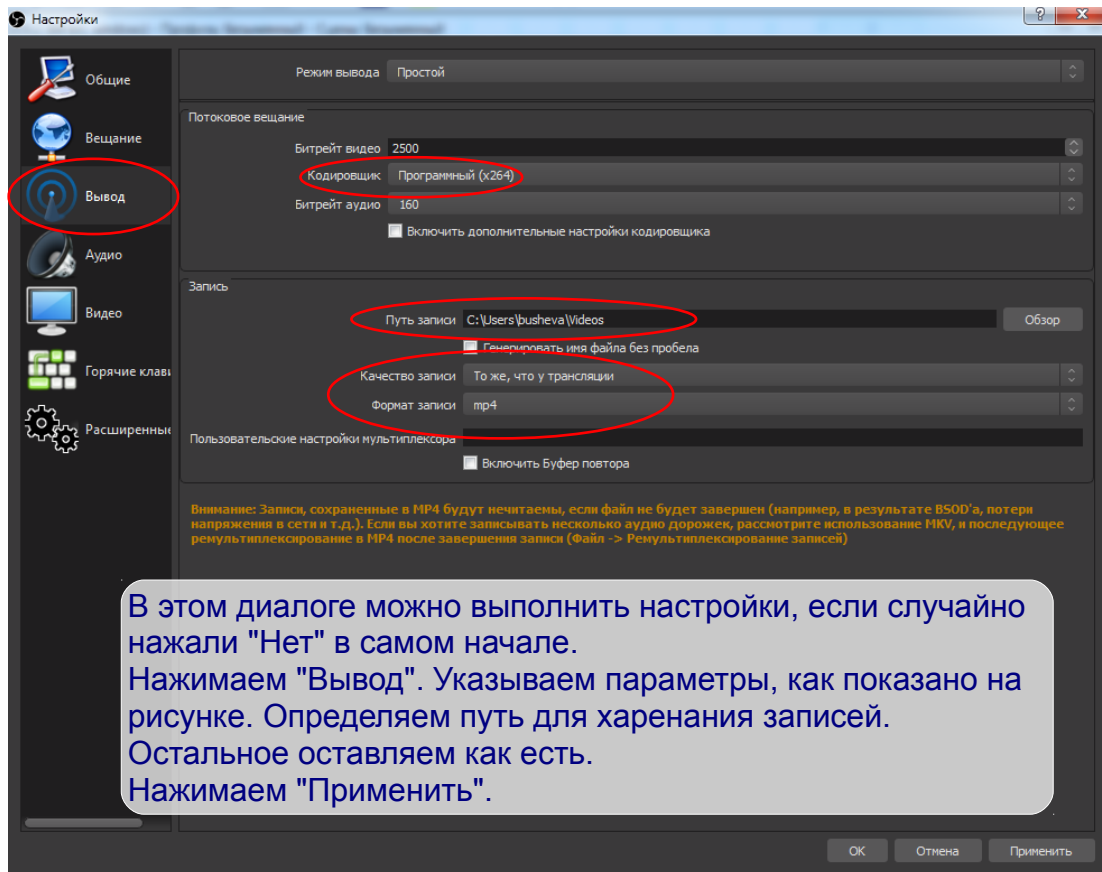 Настройки
Общие
Вещание
Вывод
Аудио
Видео
Горячие клави
Расширенные
Режим вывода Простой
Потоковое вещание
Битрейт видео 2500
Кодировщик Программный (x264)
Битрейт аудио 160
Включить дополнительные настройки кодировщика
Запись
Путь записи C:\Users\busheva\Videos Обзор
Генерировать имя файла без пробела
Качество записи То же, что у трансляции
Формат записи mp4
Пользовательские настройки мультиплексора
Включить Буфер повтора
Внимание: Записи, сохраненные в MP4 будут нечитаемы, если файл не будет завершен (например, в результате BSOD'а, потери
напряжения в сети и т.д.). Если вы хотите записывать несколько аудио дорожек, рассмотрите использование MKV, и последующее
ремультиплексирование в MP4 после завершения записи (Файл -> Ремультиплексирование записей)
В этом диалоге можно выполнить настройки, если случайно
нажали "Нет" в самом начале.
Нажимаем "Вывод". Указываем параметры, как показано на
рисунке. Определяем путь для харенания записей.
Остальное оставляем как есть.
Нажимаем "Применить".
ОК Отмена Применить